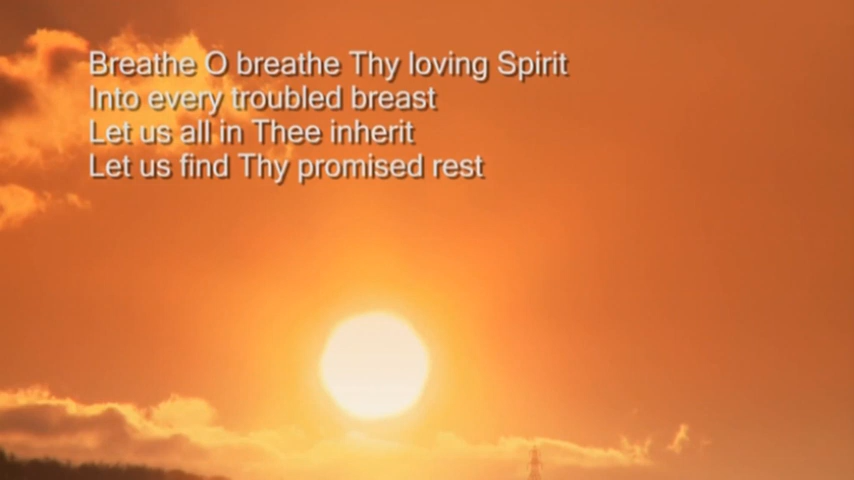 Breathe O breathe Thy loving Spirit
Into every troubled breast
Let us all in Thee inherit
Let us find Thy promised rest